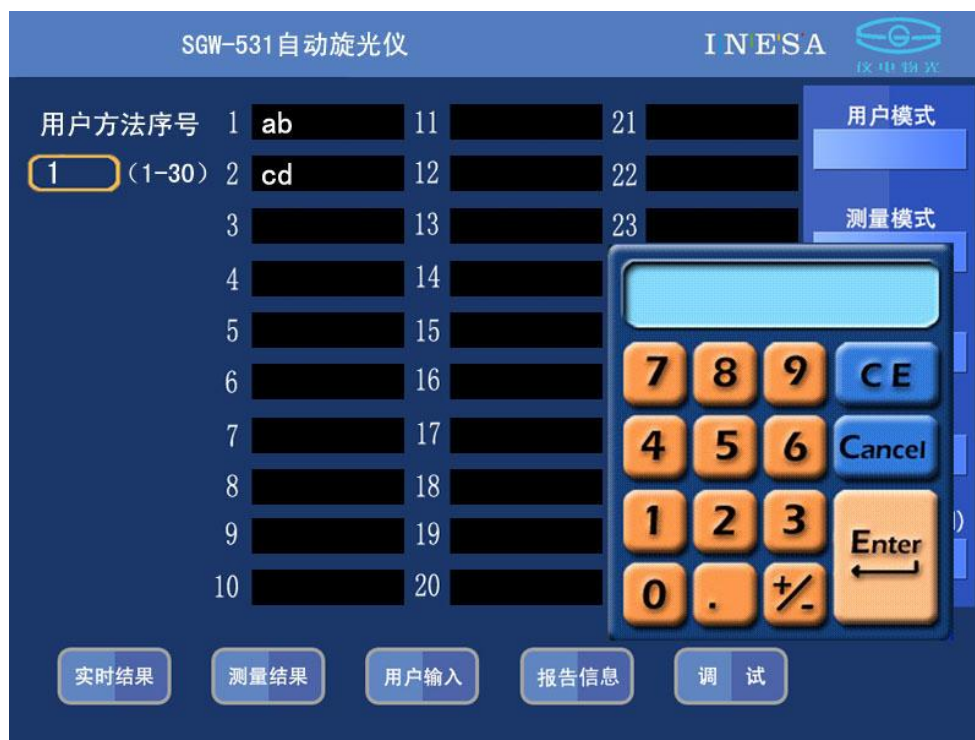 SGW-531自动旋光仪
INESA
仪电物光
用户方法序号 1 ab 11 21 用户模式
1 (1-30) 2 cd 12 22
3 13 23 测量模式
4 14
5 15
6 16
7 17
8 18
9 19
10 20
7 8 9 CE
4 5 6 Cancel
1 2 3 Enter
0 . +/-
)
实时结果 测量结果 用户输入 报告信息 调 试